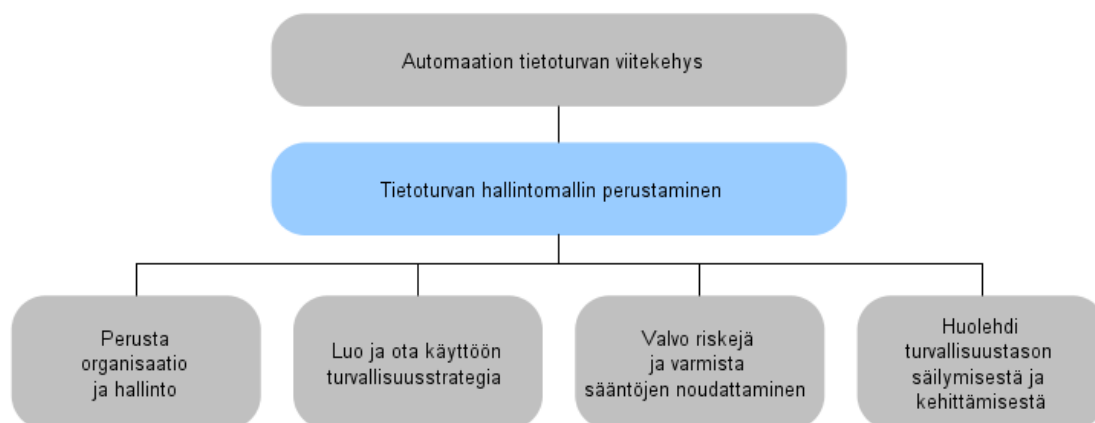 Automaation tietoturvan viitekehys
Tietoturvan hallintomallin perustaminen
Perusta
organisaatio
ja hallinto
Luo ja ota käyttöön
turvallisuusstrategia
Valvo riskejä
ja varmista
sääntöjen noudattaminen
Huolehdi
turvallisuustason
säilymisestä ja
kehittämisestä